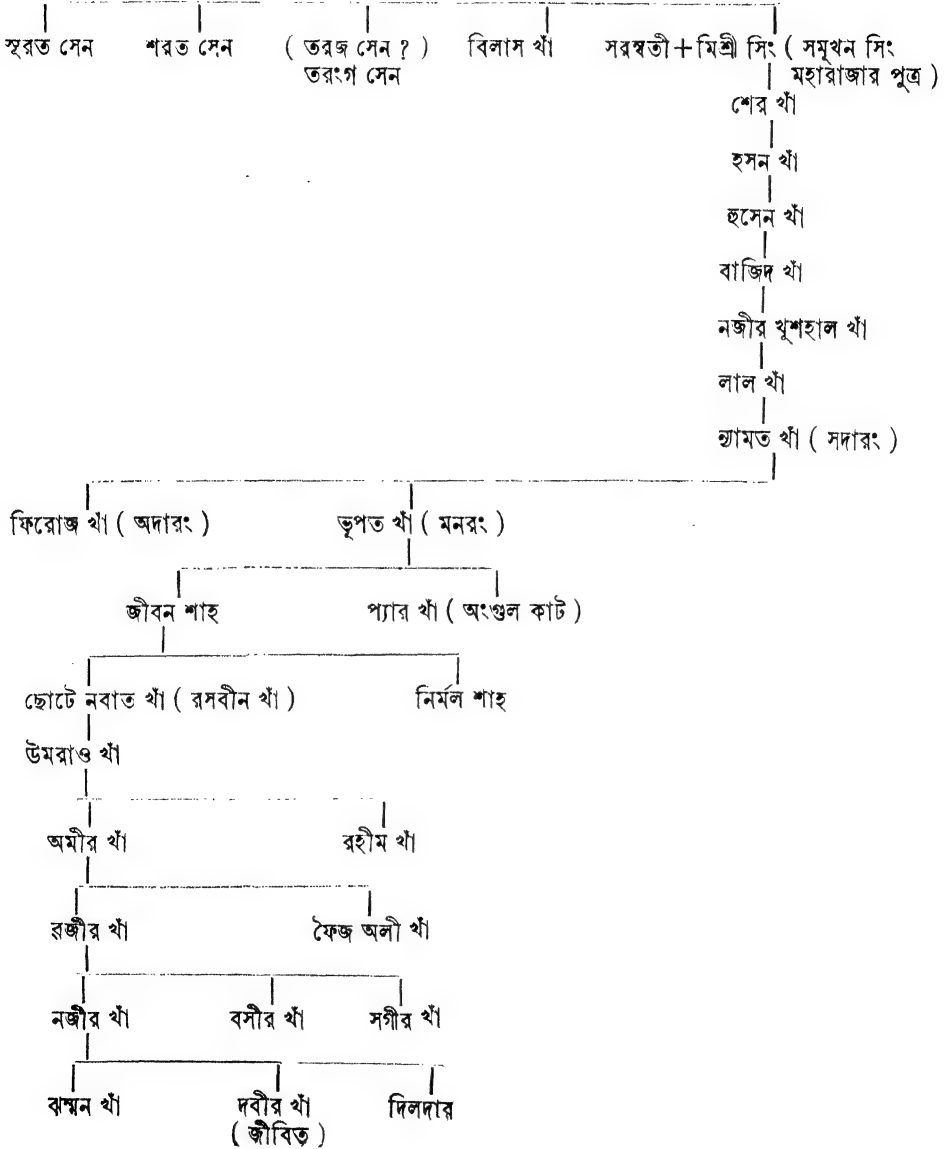 সূরত সেন শরত সেন ( তরজ সেন ? ) বিলাস খাঁ সরস্বতী + মিশ্রী সিং ( সমূখন সিং
তরংগ সেন মহারাজার পুত্র )
শের খাঁ
হসন খাঁ
হুসেন খাঁ
বাজিদ খাঁ
নজীর খুশহাল খাঁ
লাল খাঁ
ন্যামত খাঁ ( সদারং )
ফিরোজ খাঁ ( অদারং ) ভূপত খাঁ ( মনরং )
জীবন শাহ প্যার খাঁ ( অংগুল কাট )
ছোটে নবাত খাঁ ( রসবীন খাঁ ) নির্মল শাহ
উমরাও খাঁ
অমীর খাঁ রহীম খাঁ
ৱজীর খাঁ ফৈজ অলী খাঁ
নজীর খাঁ বসীর খাঁ সগীর খাঁ
ঝম্মন খাঁ দবীর খাঁ দিলদার
( জীবিত )